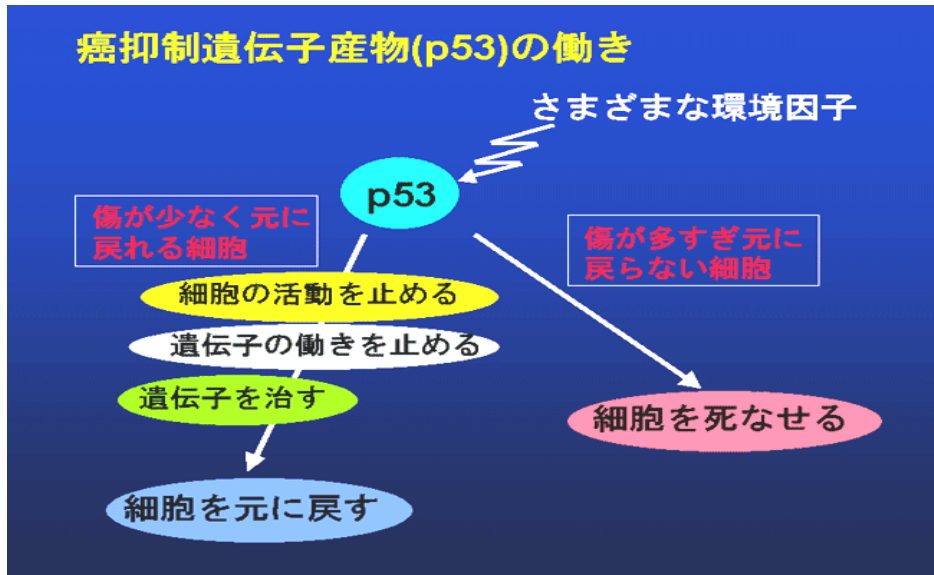 癌抑制遺伝子産物(p53)の働き
さまざまな環境因子
p53
傷が少なく元に
戻れる細胞
傷が多すぎ元に
戻らない細胞
細胞の活動を止める
遺伝子の働きを止める
遺伝子を治す
細胞を死なせる
細胞を元に戻す